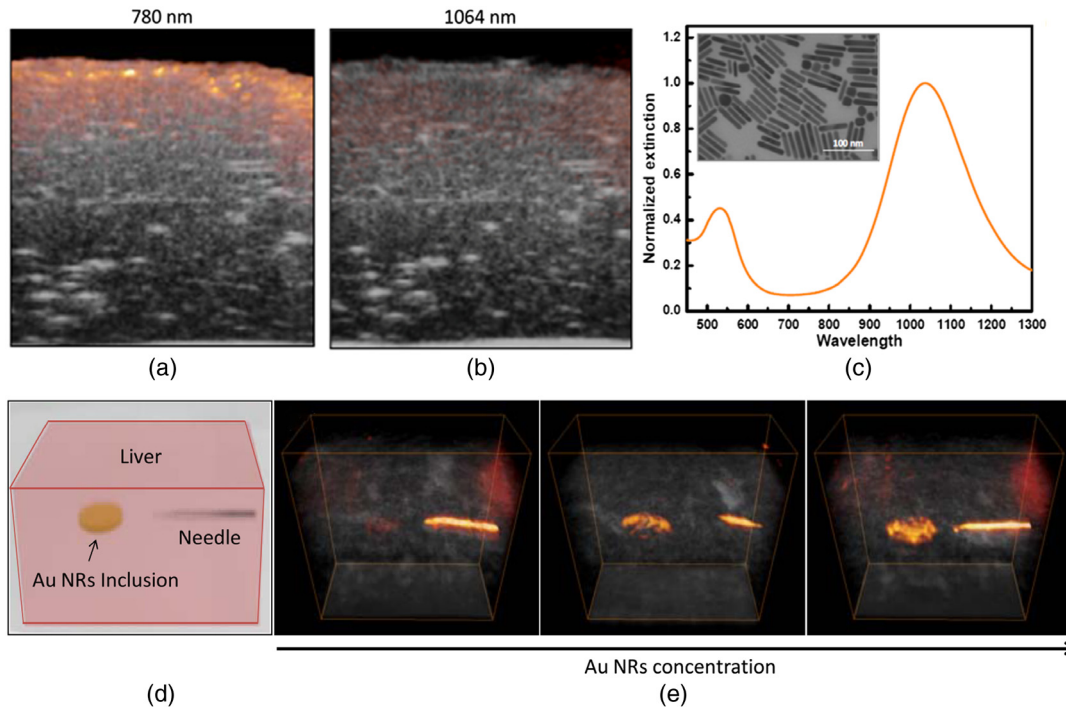 780 nm
1064 nm
1.2
1.0
0.8
0.6
0.4
0.2
0.0
Normalized extinction
100 nm
500 600 700 800 900 1000 1100 1200 1300
Wavelength
(a)
(b)
(c)
Liver
Needle
Au NRs Inclusion
Au NRs concentration
(d)
(e)